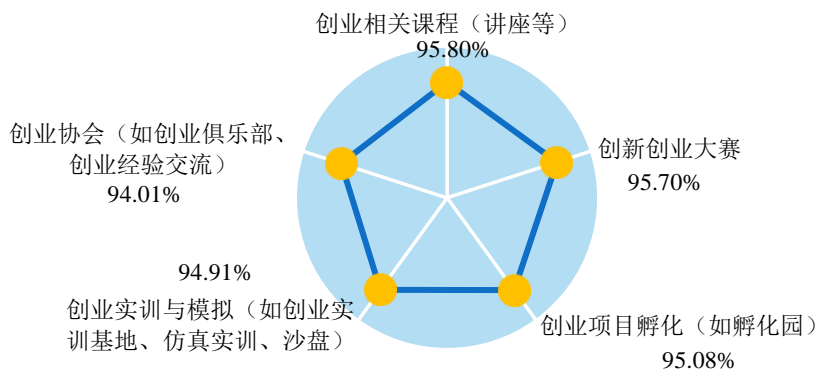 创业相关课程（讲座等）
95.80%
创新创业大赛
95.70%
创业项目孵化（如孵化园）
95.08%
94.91%
创业实训与模拟（如创业实
训基地、仿真实训、沙盘）
创业协会（如创业俱乐部、
创业经验交流）
94.01%